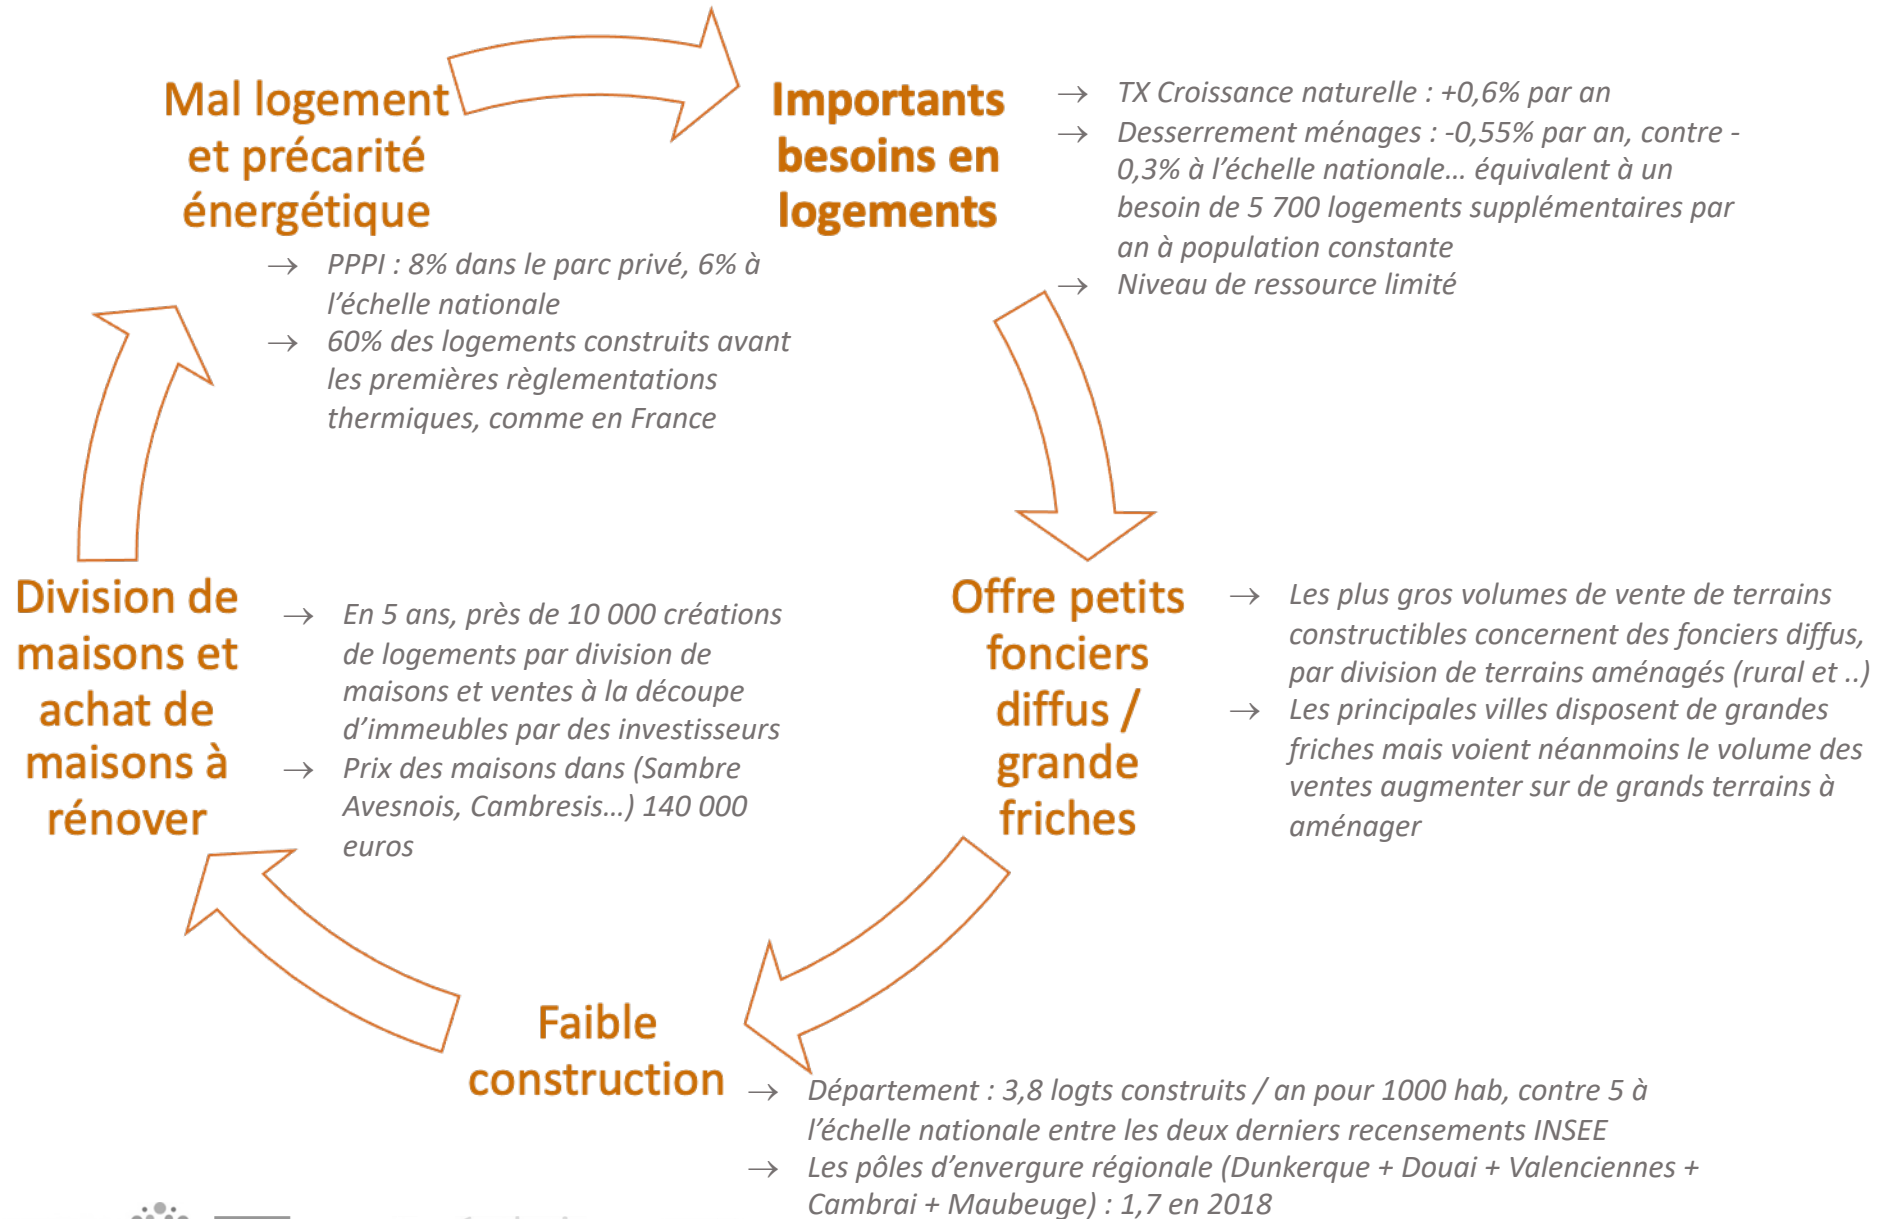 Mal logement
et précarité
énergétique
→ PPPI : 8% dans le parc privé, 6% à
l'échelle nationale
→ 60% des logements construits avant
les premières règlementations
thermiques, comme en France
Importants
besoins en
logements
→ TX Croissance naturelle : +0,6% par an
→ Desserrement ménages : -0,55% par an, contre -
0,3% à l'échelle nationale… équivalent à un
besoin de 5 700 logements supplémentaires par
an à population constante
→ Niveau de ressource limité
Offre petits
fonciers
diffus /
grande
friches
→ Les plus gros volumes de vente de terrains
constructibles concernent des fonciers diffus,
par division de terrains aménagés (rural et ..)
→ Les principales villes disposent de grandes
friches mais voient néanmoins le volume des
ventes augmenter sur de grands terrains à
aménager
Faible
construction
→ Département : 3,8 logts construits / an pour 1000 hab, contre 5 à
l'échelle nationale entre les deux derniers recensements INSEE
→ Les pôles d'envergure régionale (Dunkerque + Douai + Valenciennes +
Cambrai + Maubeuge) : 1,7 en 2018
Division de
maisons et
achat de
maisons à
rénover
→ En 5 ans, près de 10 000 créations
de logements par division de
maisons et ventes à la découpe
d'immeubles par des investisseurs
→ Prix des maisons dans (Sambre
Avesnois, Cambresis…) 140 000
euros